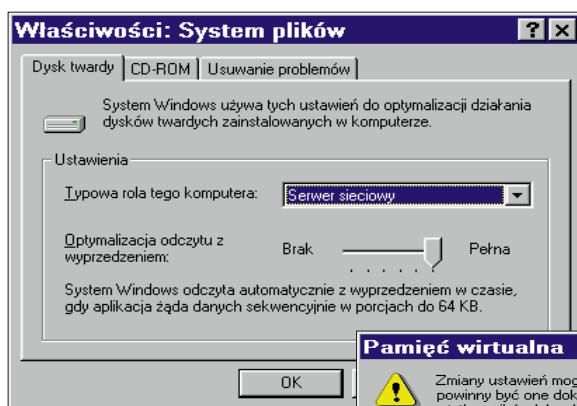 Właściwości: System plików
Dysk twardy CD-ROM Usuwanie problemów
System Windows używa tych ustawień do optymalizacji działania
dysków twardych zainstalowanych w komputerze.
Ustawienia
Typowa rola tego komputera: Serwer sieciowy
Optymalizacja odczytu z
wyprzedzeniem:
Brak Pełna
System Windows odczyta automatycznie z wyprzedzeniem w czasie,
gdy aplikacja żąda danych sekwencyjnie w porcjach do 64 KB.
OK
Pamięć wirtualna
Zmiany ustawień mog
powinny być one dok